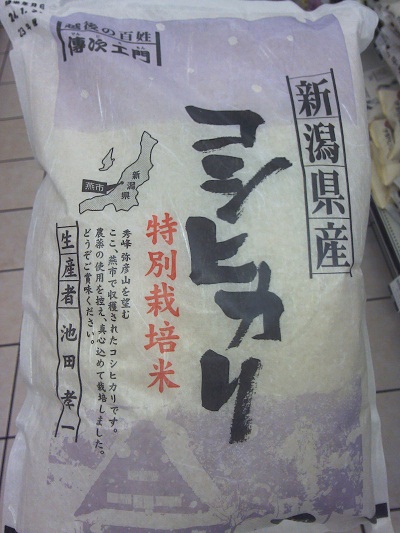 越後の百姓
傳次エ門
新潟県産
コシヒカリ
特別栽培米
新潟県
燕市
秀峰 弥彦山を望む
ここ、燕市で収穫されたコシヒカリです。
農薬の使用を控え、真心込めて栽培しました。
どうぞご賞味ください。
生産者 池田孝一